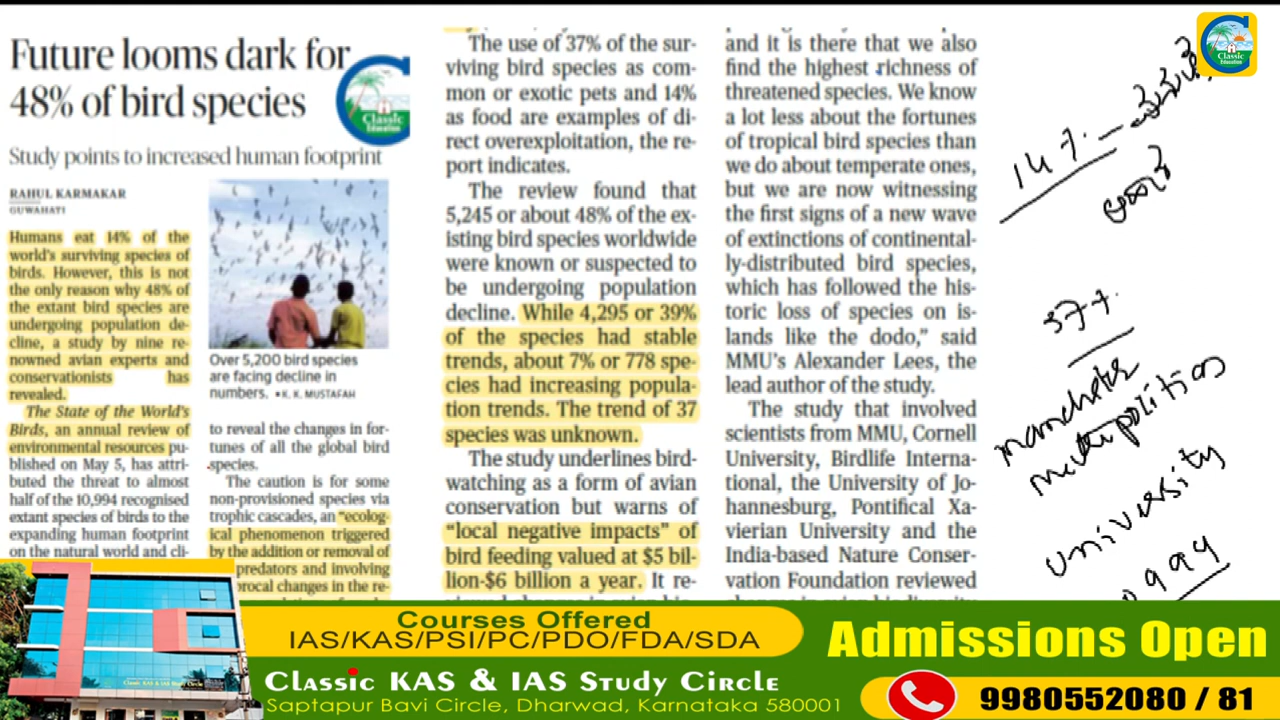 Future looms dark for
48% of bird species
Study points to increased human footprint
RAHUL KARMAKAR
GUWAHATI
Humans eat 14% of the
world's surviving species of
birds. However, this is not
the only reason why 48% of
the extant bird species are
undergoing population de-
cline, a study by nine re-
nowned avian experts and
conservationists has
revealed.
The State of the World's
Birds, an annual review of
environmental resources pu-
blished on May 5, has attri-
buted the threat to almost
half of the 10,994 recognised
extant species of birds to the
expanding human footprint
on the natural world and cli-
Over 5,200 bird species
are facing decline in
numbers. ■ K. K. MUSTAFAH
to reveal the changes in for-
tunes of all the global bird
species.
The caution is for some
non-provisioned species via
trophic cascades, an "ecolog-
ical phenomenon triggered
by the addition or removal of
predators and involving
rocal changes in the re-
The use of 37% of the sur-
viving bird species as com-
mon or exotic pets and 14%
as food are examples of di-
rect overexploitation, the re-
port indicates.
The review found that
5,245 or about 48% of the ex-
isting bird species worldwide
were known or suspected to
be undergoing population
decline. While 4,295 or 39%
of the species had stable
trends, about 7% or 778 spe-
cies had increasing popula-
tion trends. The trend of 37
species was unknown.
The study underlines bird-
watching as a form of avian
conservation but warns of
"local negative impacts" of
bird feeding valued at $5 bil-
lion-$6 billion a year. It re-
and it is there that we also
find the highest richness of
threatened species. We know
a lot less about the fortunes
of tropical bird species than
we do about temperate ones,
but we are now witnessing
the first signs of a new wave
of extinctions of continental-
ly-distributed bird species,
which has followed the his-
toric loss of species on is-
lands like the dodo," said
MMU's Alexander Lees, the
lead author of the study.
The study that involved
scientists from MMU, Cornell
University, Birdlife Interna-
tional, the University of Jo-
hannesburg, Pontifical Xa-
vierian University and the
India-based Nature Conser-
vation Foundation reviewed
14%
37%
University
Classic
Education
Classic
Education
Courses Offered
IAS/KAS/PSI/PC/PDO/FDA/SDA
Classic KAS & IAS Study Circle
Saptapur Bavi Circle, Dharwad, Karnataka 580001
Admissions Open
9980552080 / 81